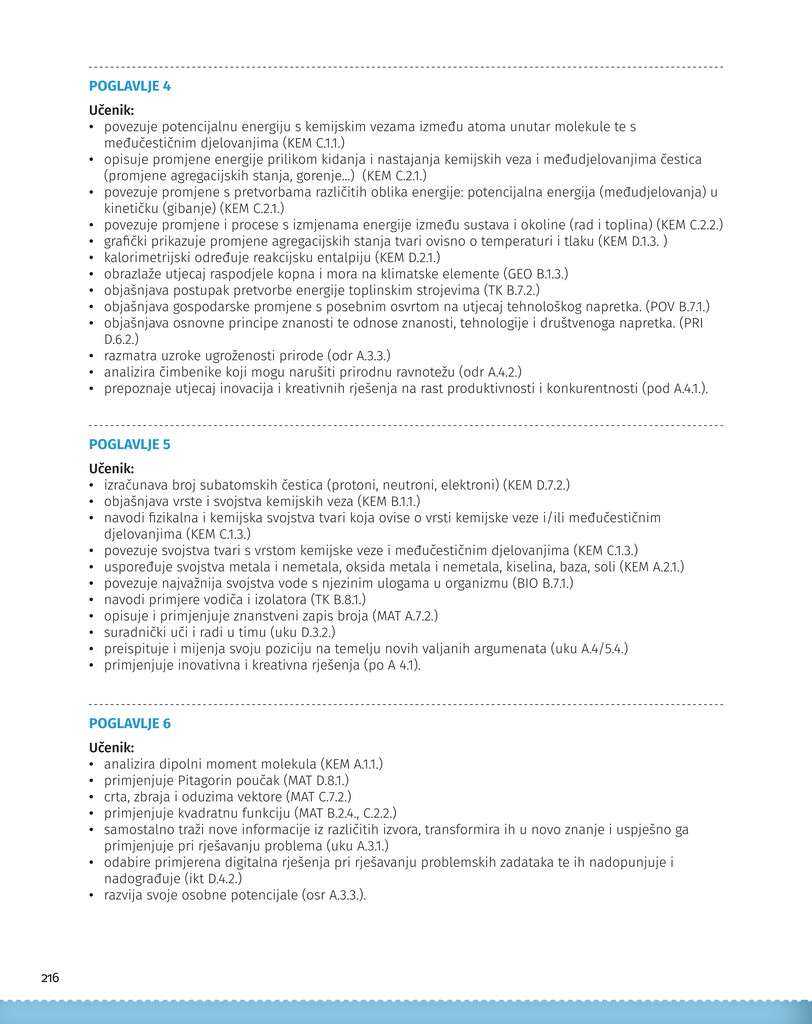 POGLAVLJE 4
Učenik:
• povezuje potencijalnu energiju s kemijskim vezama između atoma unutar molekule te s
međučestičnim djelovanjima (KEM C.1.1.)
• opisuje promjene energije prilikom kidanja i nastajanja kemijskih veza i međudjelovanjima čestica
(promjene agregacijskih stanja, gorenje...) (KEM C.2.1.)
• povezuje promjene s pretvorbama različitih oblika energije: potencijalna energija (međudjelovanja) u
kinetičku (gibanje) (KEM C.2.1.)
• povezuje promjene i procese s izmjenama energije između sustava i okoline (rad i toplina) (KEM C.2.2.)
• grafički prikazuje promjene agregacijskih stanja tvari ovisno o temperaturi i tlaku (KEM D.1.3. )
• kalorimetrijski određuje reakcijsku entalpiju (KEM D.2.1.)
• obrazlaže utjecaj raspodjele kopna i mora na klimatske elemente (GEO B.1.3.)
• objašnjava postupak pretvorbe energije toplinskim strojevima (TK B.7.2.)
• objašnjava gospodarske promjene s posebnim osvrtom na utjecaj tehnološkog napretka. (POV B.7.1.)
• objašnjava osnovne principe znanosti te odnose znanosti, tehnologije i društvenoga napretka. (PRI
D.6.2.)
• razmatra uzroke ugroženosti prirode (odr A.3.3.)
• analizira čimbenike koji mogu narušiti prirodnu ravnotežu (odr A.4.2.)
• prepoznaje utjecaj inovacija i kreativnih rješenja na rast produktivnosti i konkurentnosti (pod A.4.1.).
POGLAVLJE 5
Učenik:
• izračunava broj subatomskih čestica (protoni, neutroni, elektroni) (KEM D.7.2.)
• objašnjava vrste i svojstva kemijskih veza (KEM B.1.1.)
• navodi fizikalna i kemijska svojstva tvari koja ovise o vrsti kemijske veze i/ili međučestičnim
djelovanjima (KEM C.1.3.)
• povezuje svojstva tvari s vrstom kemijske veze i međučestičnim djelovanjima (KEM C.1.3.)
• uspoređuje svojstva metala i nemetala, oksida metala i nemetala, kiselina, baza, soli (KEM A.2.1.)
• povezuje najvažnija svojstva vode s njezinim ulogama u organizmu (BIO B.7.1.)
• navodi primjere vodiča i izolatora (TK B.8.1.)
• opisuje i primjenjuje znanstveni zapis broja (MAT A.7.2.)
• suradnički uči i radi u timu (uku D.3.2.)
• preispituje i mijenja svoju poziciju na temelju novih valjanih argumenata (uku A.4/5.4.)
• primjenjuje inovativna i kreativna rješenja (po A 4.1).
POGLAVLJE 6
Učenik:
• analizira dipolni moment molekula (KEM A.1.1.)
• primjenjuje Pitagorin poučak (MAT D.8.1.)
• crta, zbraja i oduzima vektore (MAT C.7.2.)
• primjenjuje kvadratnu funkciju (MAT B.2.4., C.2.2.)
• samostalno traži nove informacije iz različitih izvora, transformira ih u novo znanje i uspješno ga
primjenjuje pri rješavanju problema (uku A.3.1.)
• odabire primjerena digitalna rješenja pri rješavanju problemskih zadataka te ih nadopunjuje i
nadograđuje (ikt D.4.2.)
• razvija svoje osobne potencijale (osr A.3.3.).
216